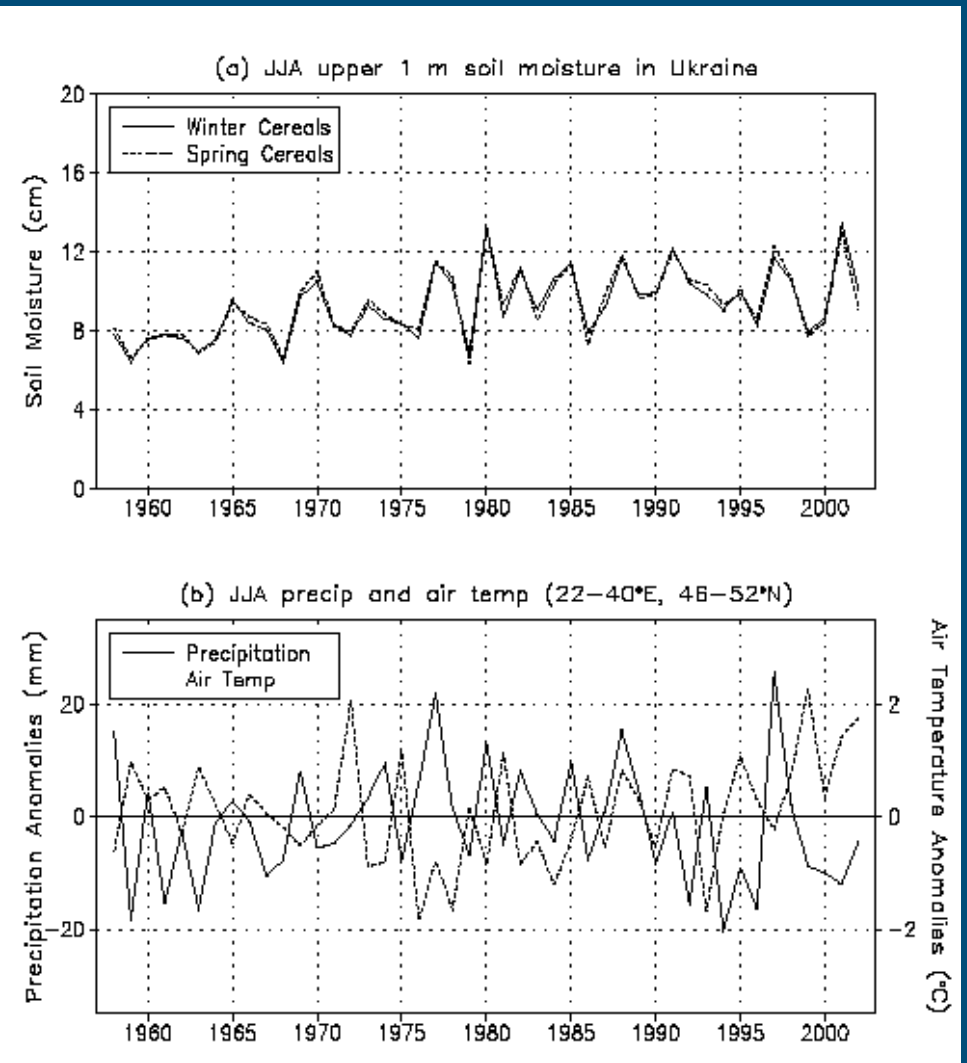 (a) JJA upper 1 m soil moisture in Ukraine
20
16
12
8
4
0
Soil Moisture (cm)
Winter Cereals
Spring Cereals
1960 1965 1970 1975 1980 1985 1990 1995 2000
(b) JJA precip and air temp (22–40°E, 46–52°N)
Precipitation Anomalies (mm)
20
0
−20
Precipitation
Air Temp
2
0
−2
Air Temperature Anomalies (°C)
1960 1965 1970 1975 1980 1985 1990 1995 2000